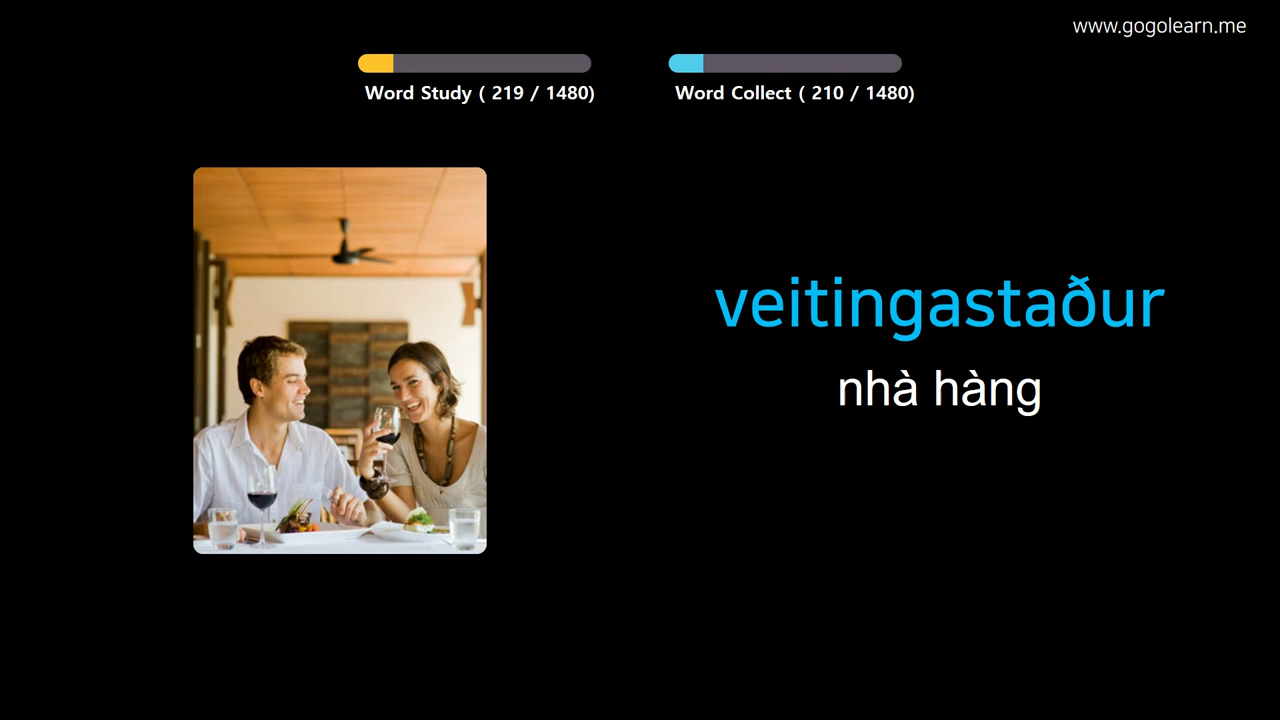 www.gogolearn.me
Word Study ( 219 / 1480)
Word Collect ( 210 / 1480)
veitingastaður
nhà hàng